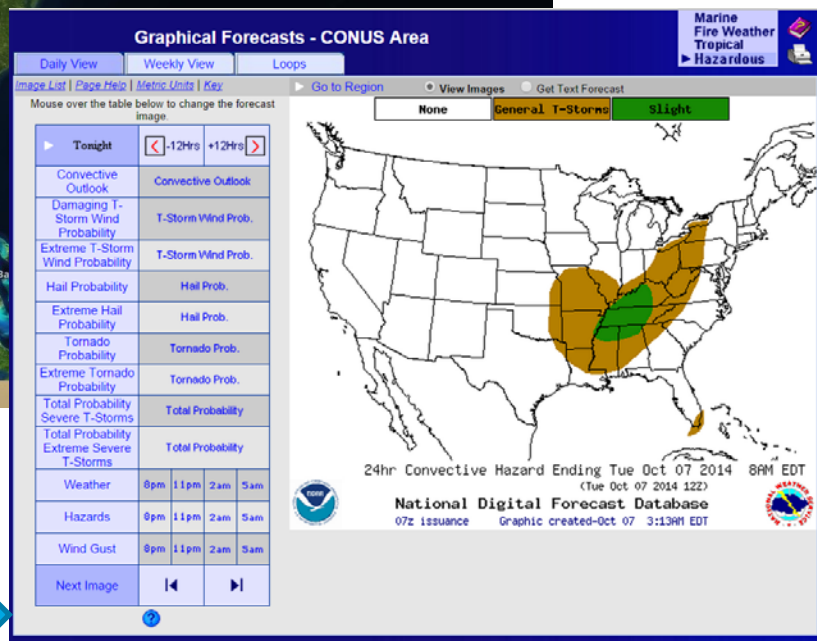 Graphical Forecasts - CONUS Area
Marine
Fire Weather
Tropical
Hazardous
Daily View
Weekly View
Loops
Image List | Page Help | Metric Units | Key
Go to Region
View Images
Get Text Forecast
Mouse over the table below to change the forecast
image.
Tonight
-12Hrs
+12Hrs
Convective
Outlook
Convective Outlook
Damaging T-
Storm Wind
Probability
T-Storm Wind Prob.
Extreme T-Storm
Wind Probability
T-Storm Wind Prob.
Hail Probability
Hail Prob.
Extreme Hail
Probability
Hail Prob.
Tornado
Probability
Tornado Prob.
Extreme Tornado
Probability
Tornado Prob.
Total Probability
Severe T-Storms
Total Probability
Total Probability
Extreme Severe
T-Storms
Total Probability
Weather
8pm 11pm 2am 5am
Hazards
8pm 11pm 2am 5am
Wind Gust
8pm 11pm 2am 5am
Next Image
?
None
General T-Storms
Slight
24hr Convective Hazard Ending Tue Oct 07 2014 8AM EDT
(Tue Oct 07 2014 12Z)
National Digital Forecast Database
07z issuance Graphic created-Oct 07 3:13AM EDT
NOAA